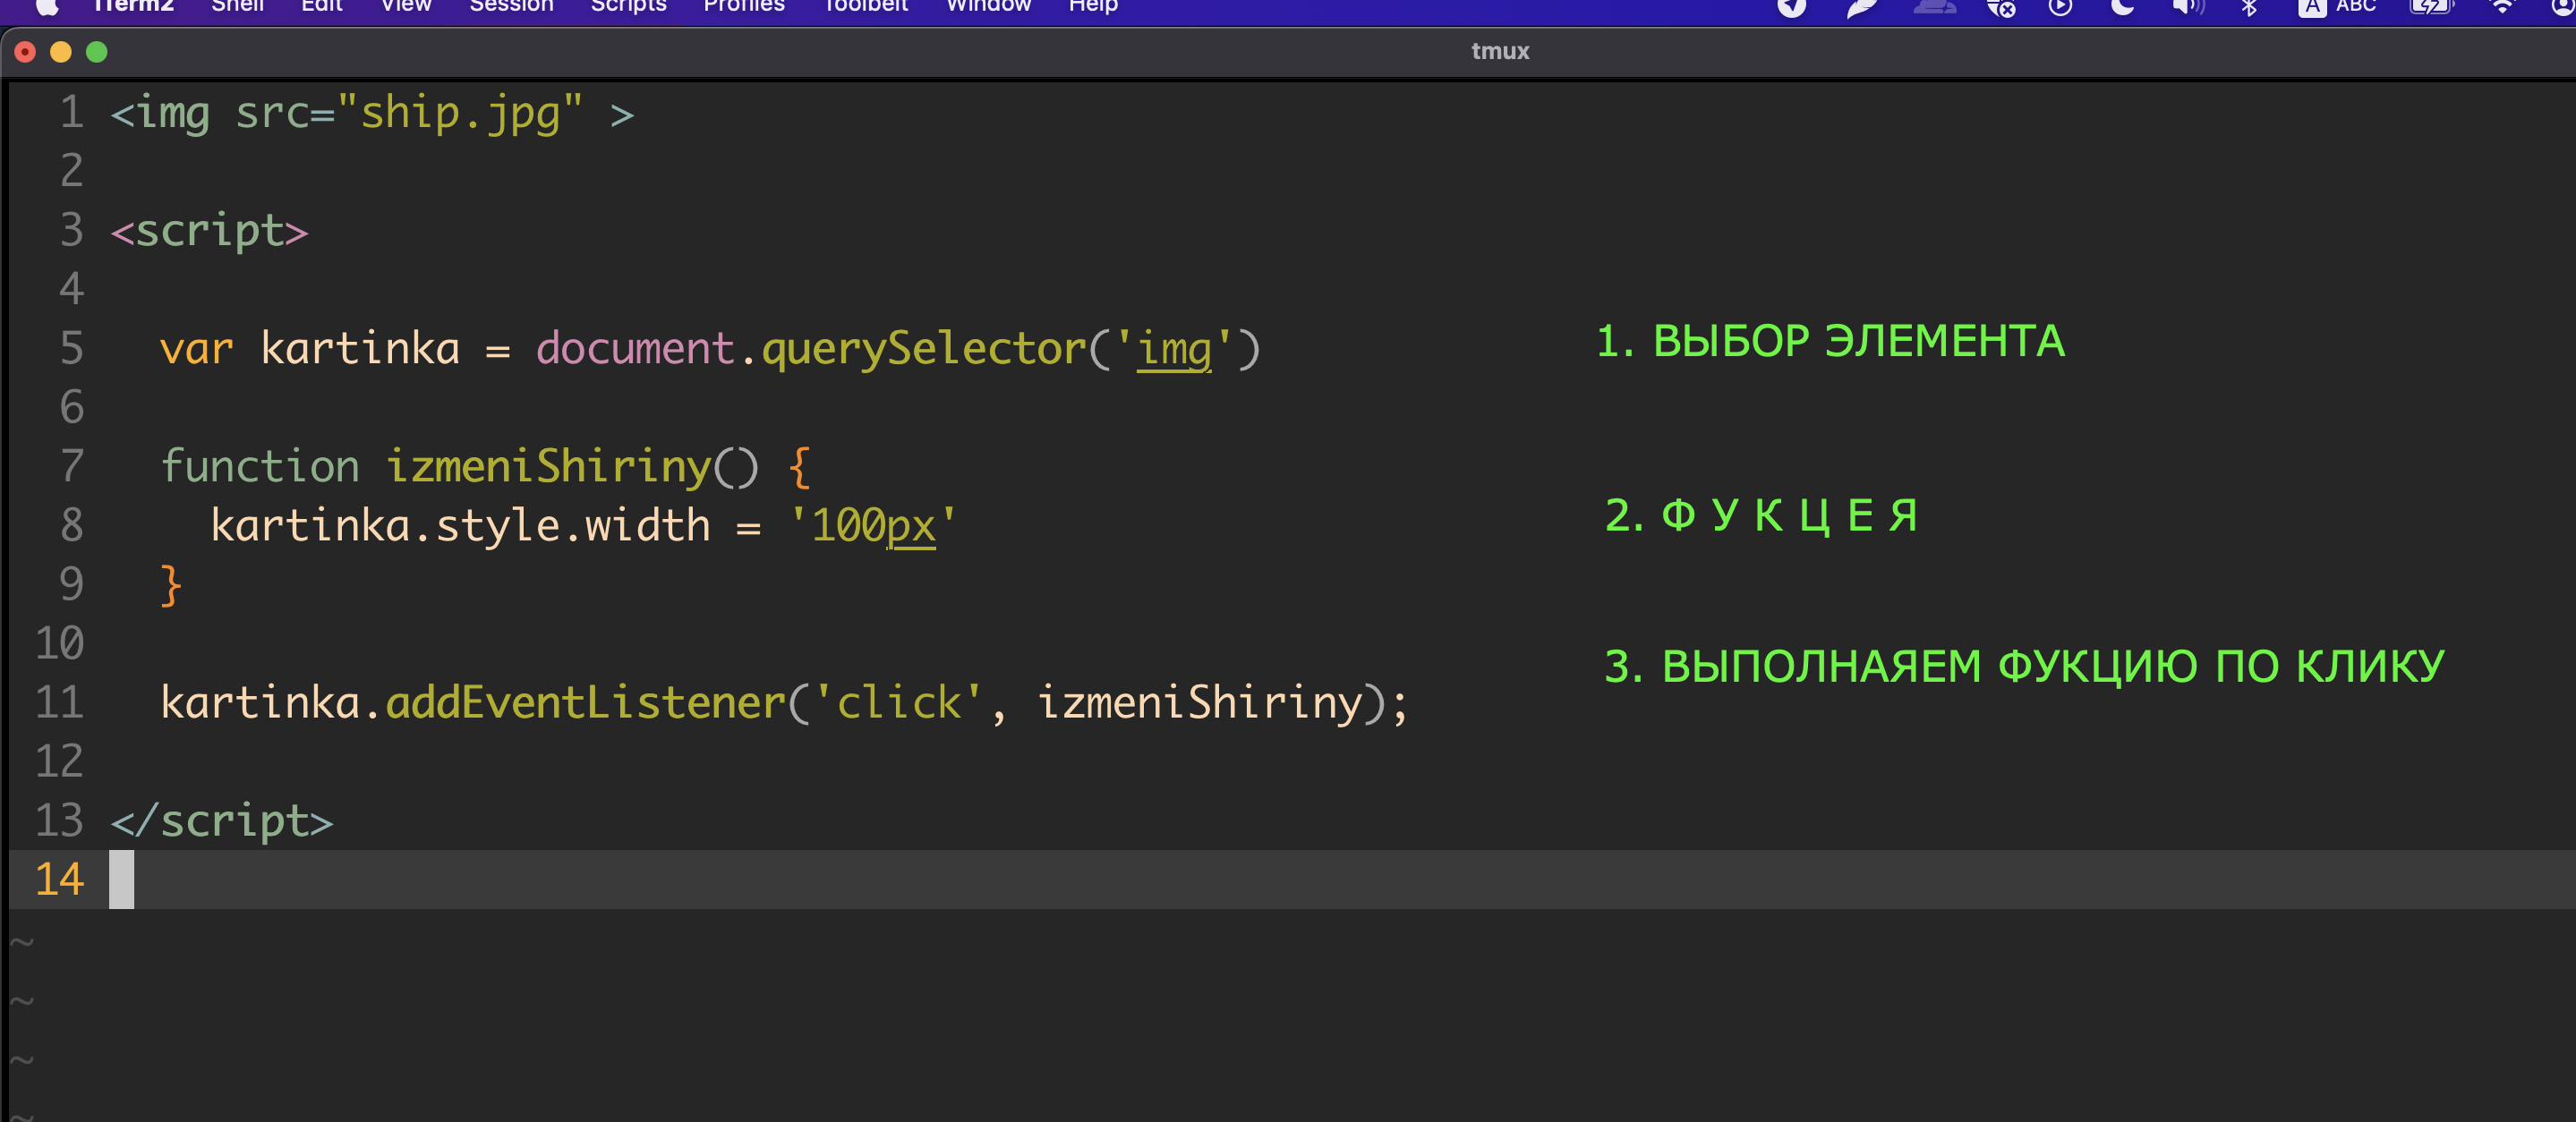 iTerm2 Shell Edit View Session Scripts Profiles Toolbelt Window Help A ABC
tmux
1 <img src="ship.jpg" >
2
3 <script>
4
5 var kartinka = document.querySelector('img') 1. ВЫБОР ЭЛЕМЕНТА
6
7 function izmeniShiriny() {
8 kartinka.style.width = '100px' 2. Ф У К Ц Е Я
9 }
10
3. ВЫПОЛНАЯЕМ ФУКЦИЮ ПО КЛИКУ
11 kartinka.addEventListener('click', izmeniShiriny);
12
13 </script>
14
~
~
~
~